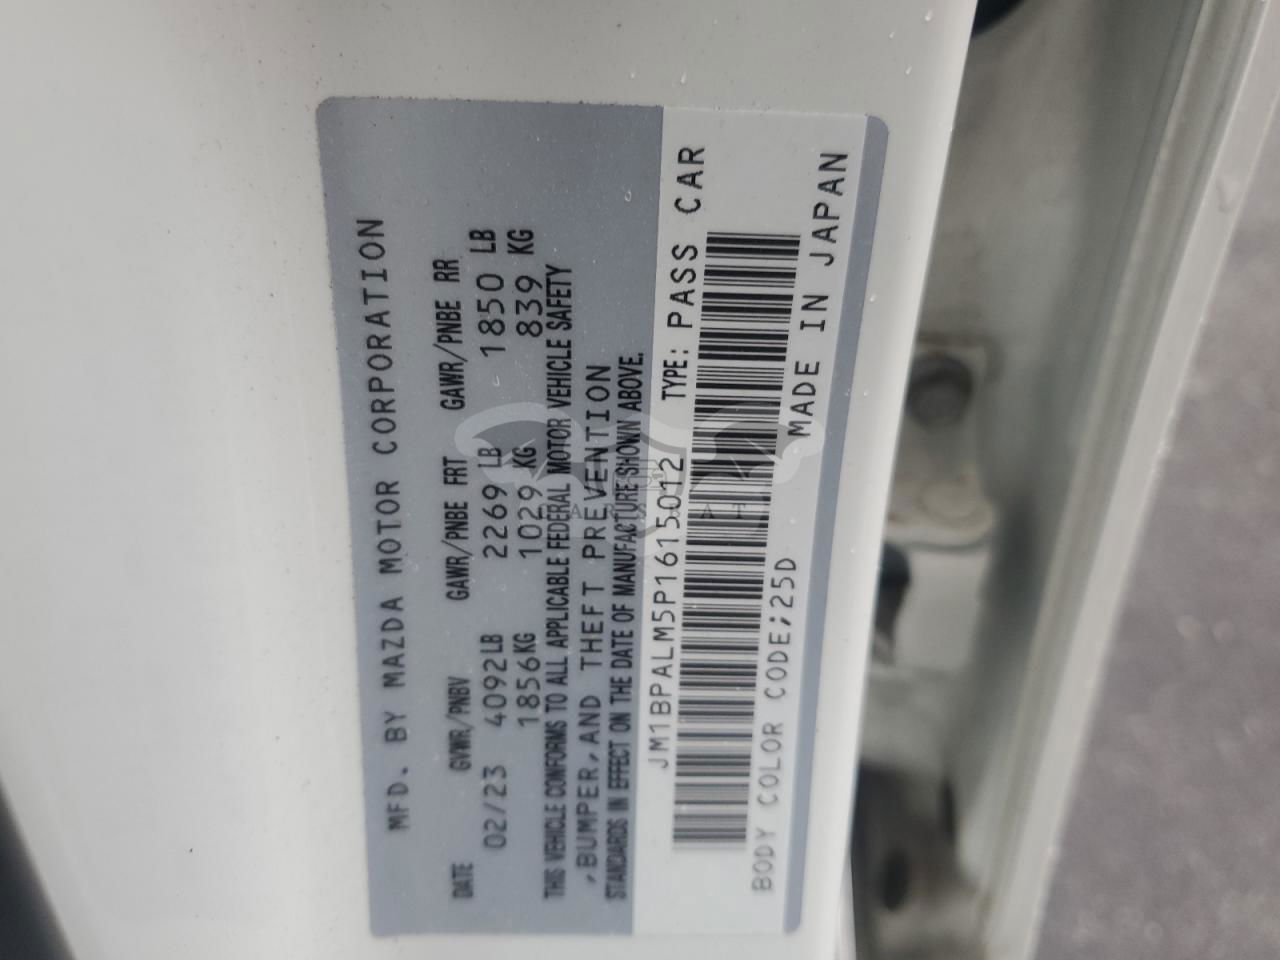 MFD. BY MAZDA MOTOR CORPORATION
DATE GVWR/PNBV GAWR/PNBE FRT GAWR/PNBE RR
02/23 4092LB 2269 LB 1850 LB
1856KG 1029 KG 839 KG
THIS VEHICLE CONFORMS TO ALL APPLICABLE FEDERAL MOTOR VEHICLE SAFETY
,BUMPER,AND THEFT PREVENTION
STANDARDS IN EFFECT ON THE DATE OF MANUFACTURE SHOWN ABOVE.
JM1BPALM5P1615012 TYPE: PASS CAR
BODY COLOR CODE;25D MADE IN JAPAN